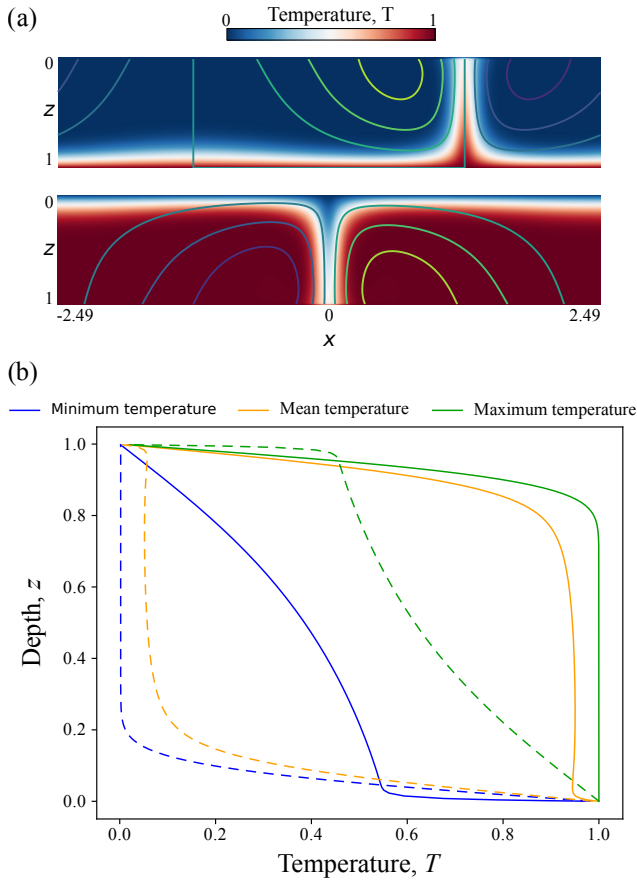 (a)
Temperature, T
0 1
0
z
1
0
z
1
-2.49 0 2.49
x
(b)
Minimum temperature Mean temperature Maximum temperature
1.0
0.8
0.6
0.4
0.2
0.0
Depth, z
0.0 0.2 0.4 0.6 0.8 1.0
Temperature, T